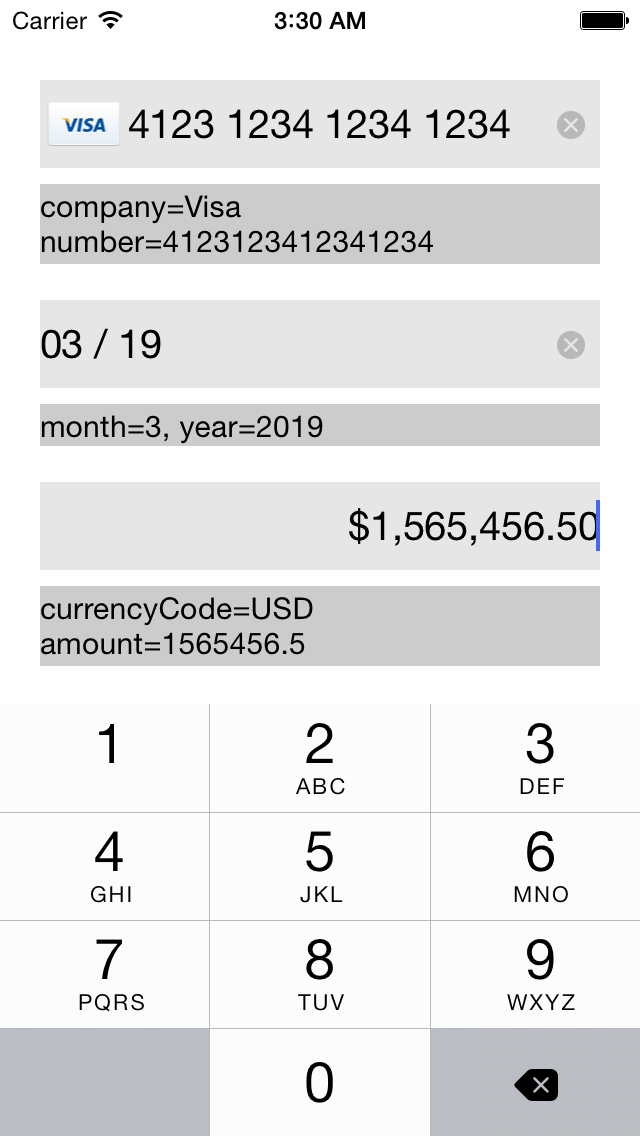 Carrier 3:30 AM
VISA 4123 1234 1234 1234
company=Visa
number=4123123412341234
03 / 19
month=3, year=2019
$1,565,456.50
currencyCode=USD
amount=1565456.5
1 2 3
ABC DEF
4 5 6
GHI JKL MNO
7 8 9
PQRS TUV WXYZ
0